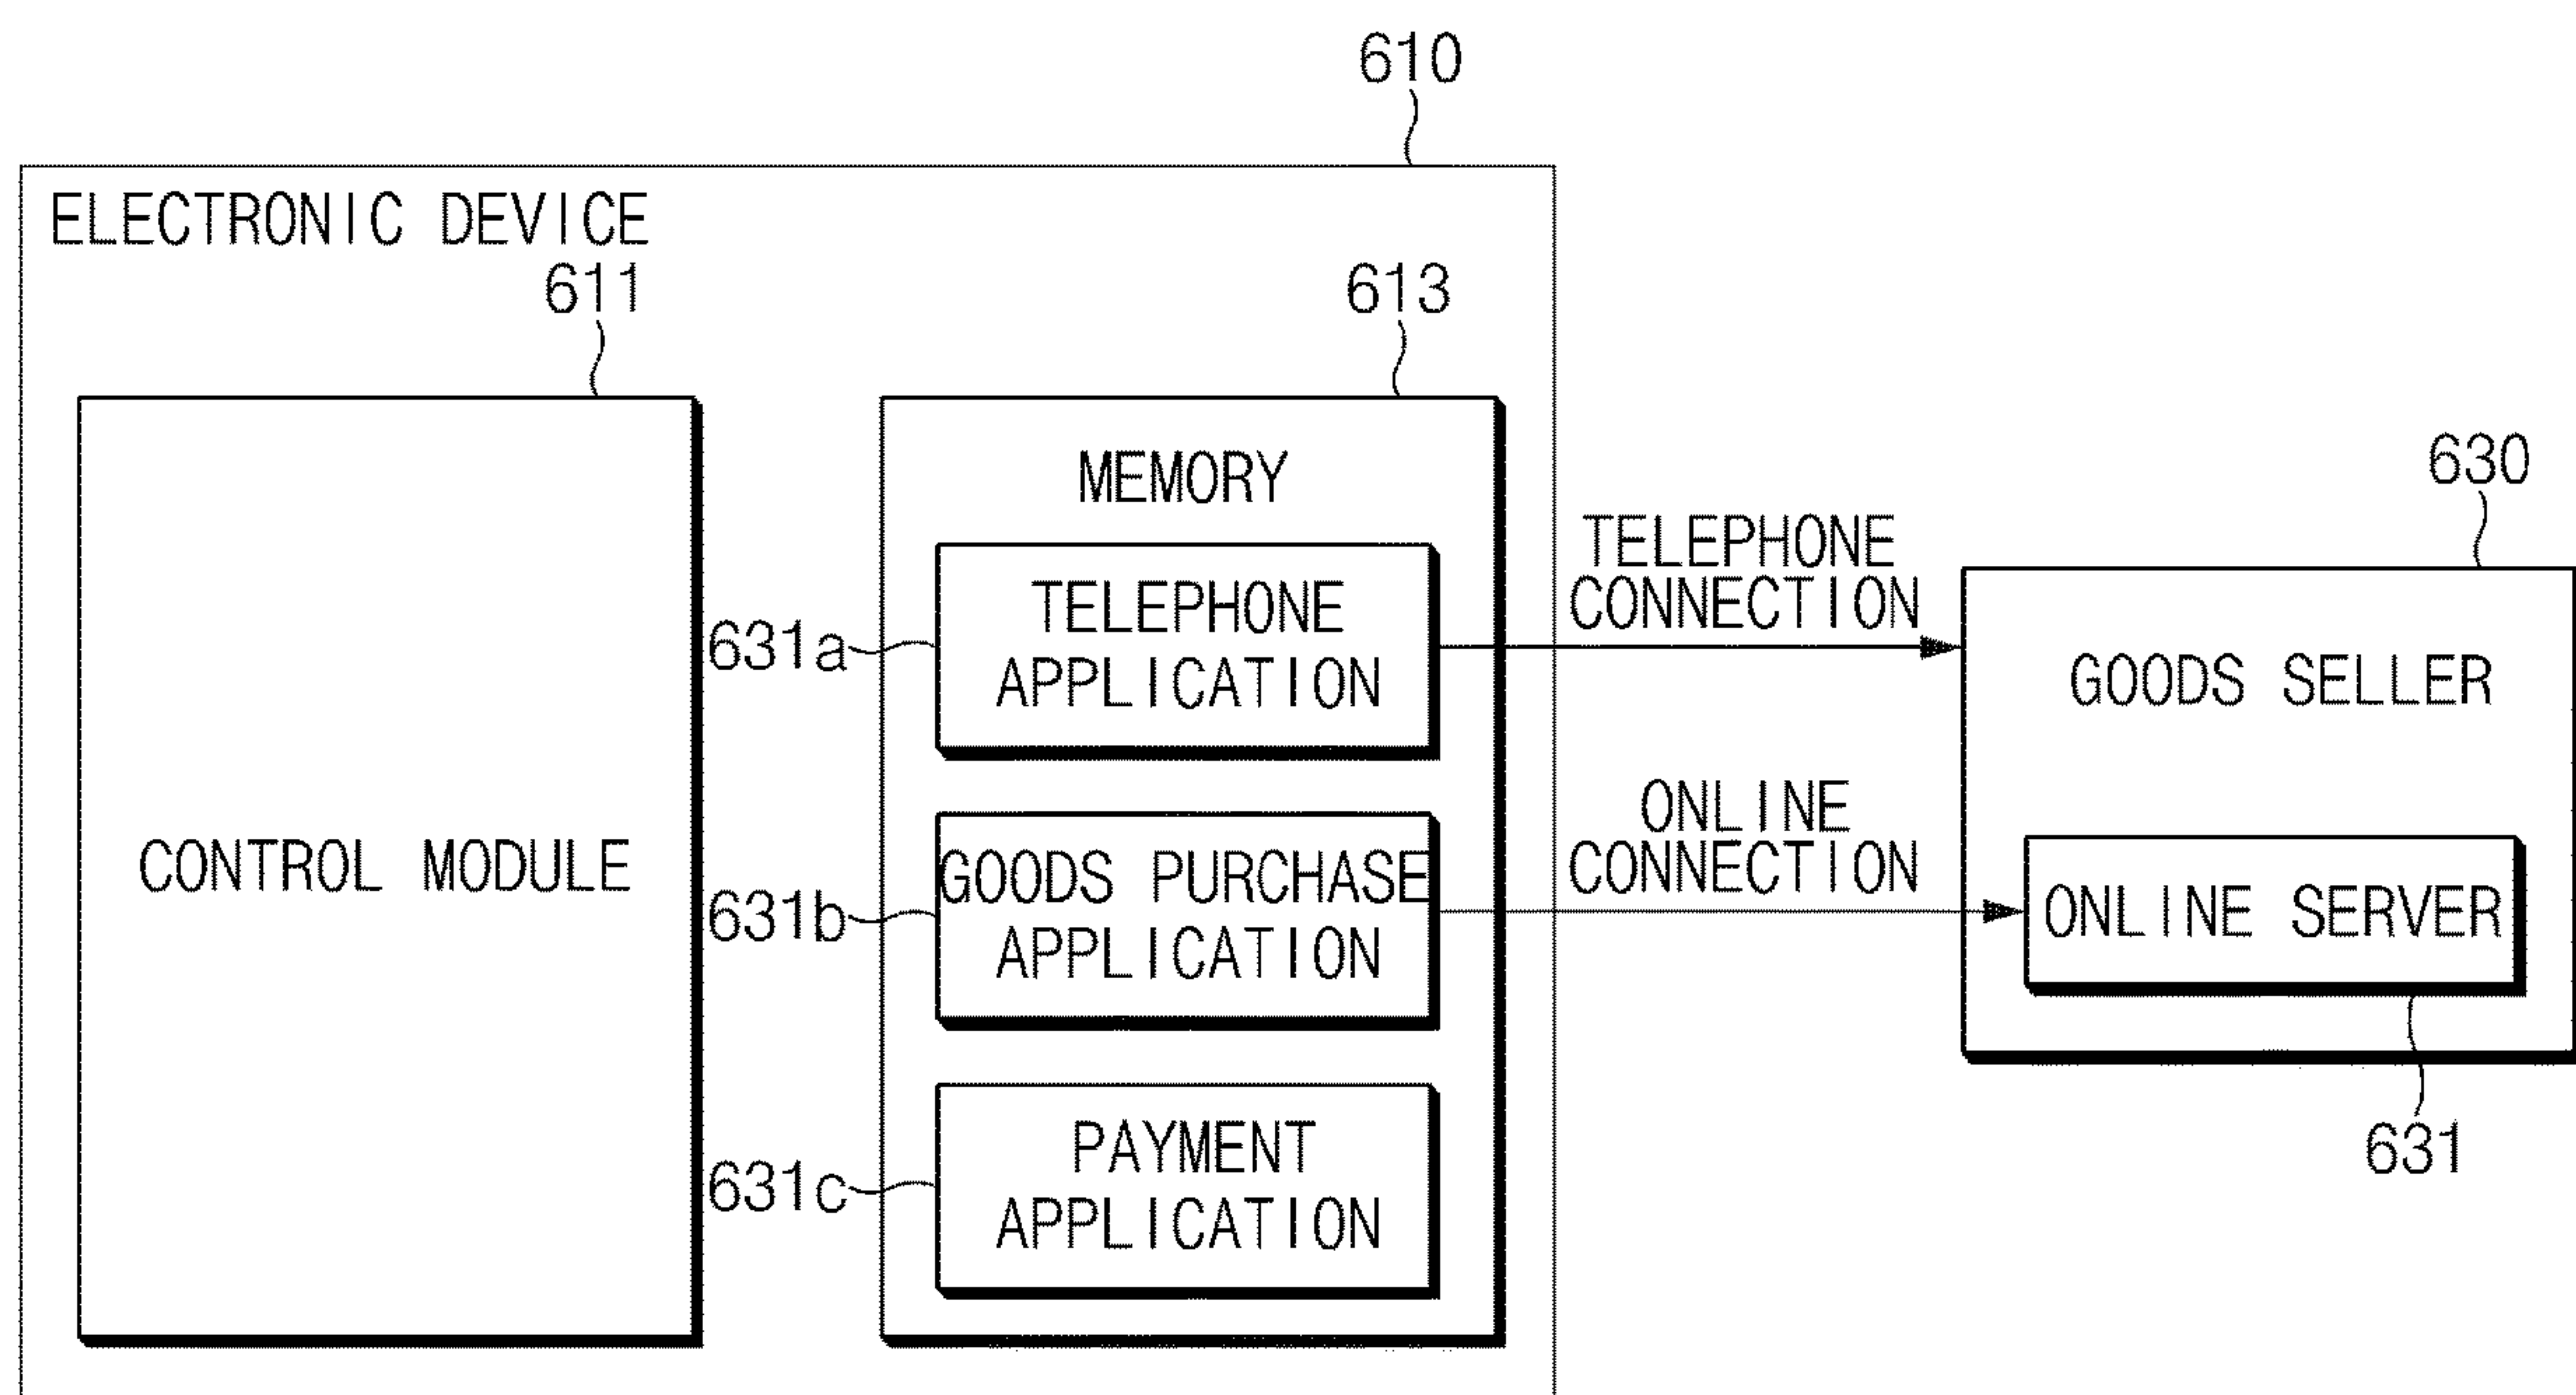 610
ELECTRONIC DEVICE
611
613
MEMORY
630
TELEPHONE
CONNECTION
631a
TELEPHONE
APPLICATION
GOODS SELLER
ONLINE
CONNECTION
CONTROL MODULE
631b
GOODS PURCHASE
APPLICATION
ONLINE SERVER
631
631c
PAYMENT
APPLICATION